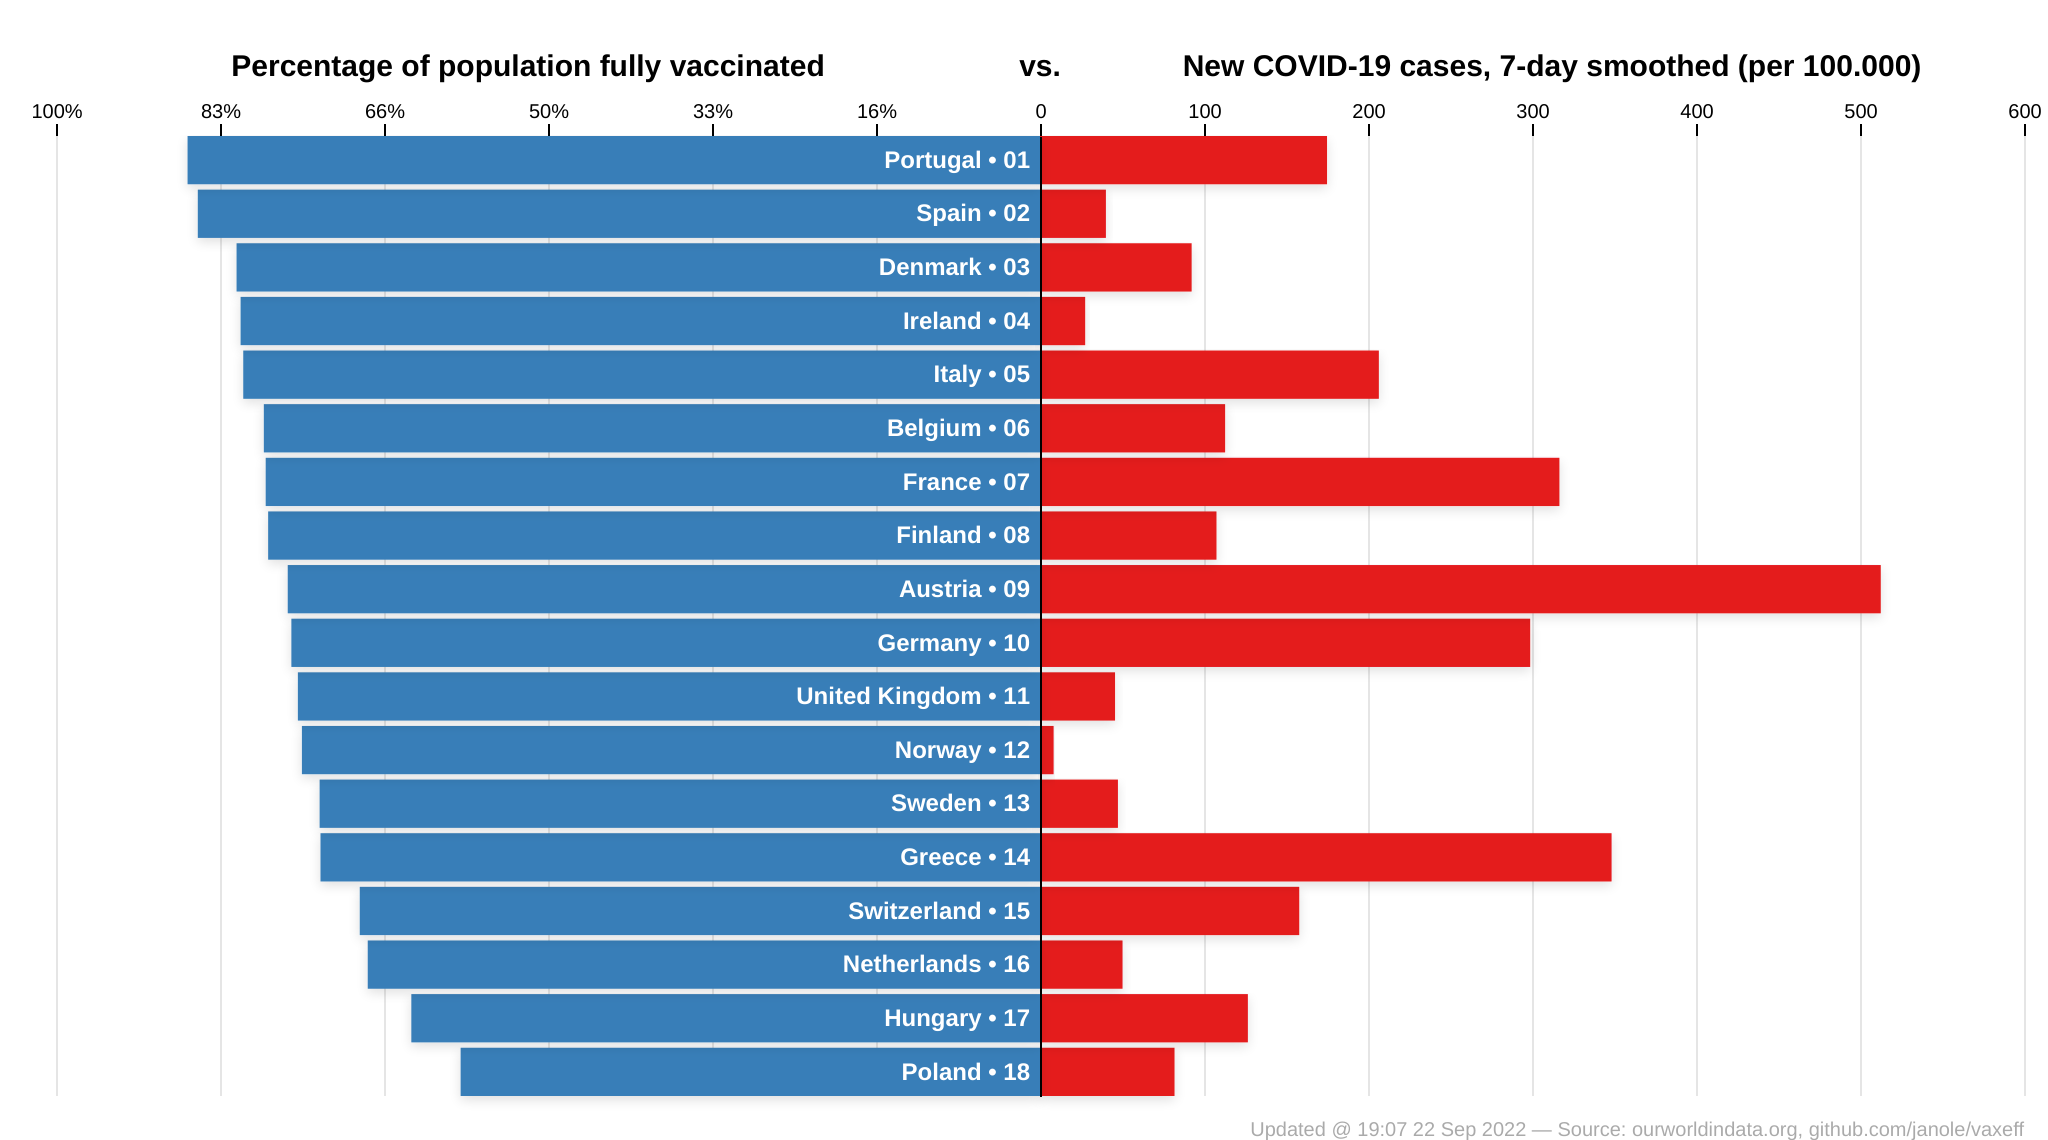 Percentage of population fully vaccinated vs. New COVID-19 cases, 7-day smoothed (per 100.000)
100% 83% 66% 50% 33% 16% 0 100 200 300 400 500 600
Portugal • 01
Spain • 02
Denmark • 03
Ireland • 04
Italy • 05
Belgium • 06
France • 07
Finland • 08
Austria • 09
Germany • 10
United Kingdom • 11
Norway • 12
Sweden • 13
Greece • 14
Switzerland • 15
Netherlands • 16
Hungary • 17
Poland • 18
Updated @ 19:07 22 Sep 2022 — Source: ourworldindata.org, github.com/janole/vaxeff